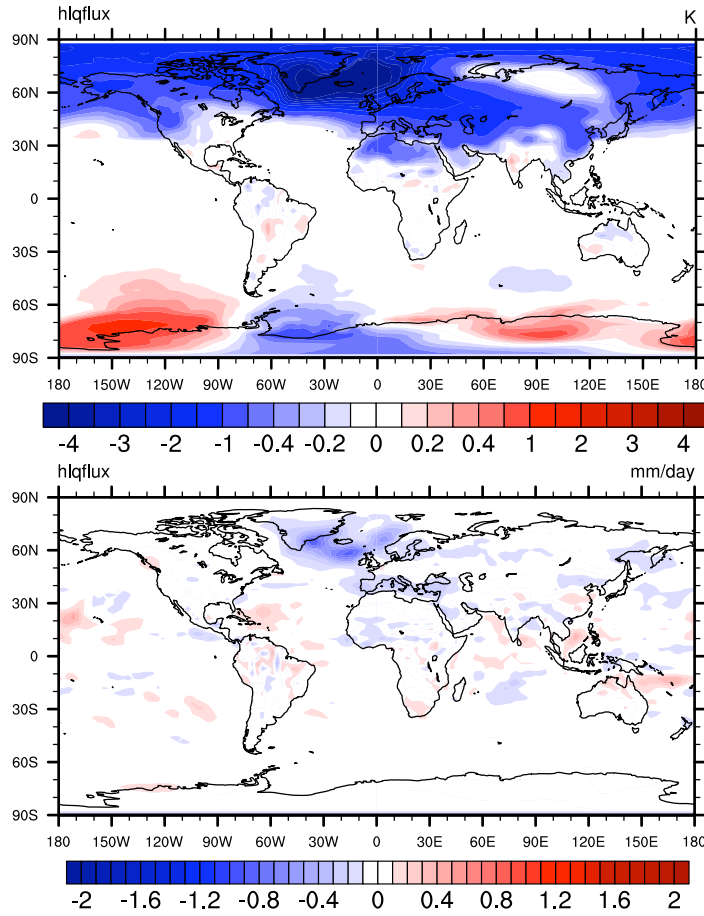 hlqflux K
90N
60N
30N
0
30S
60S
90S
180 150W 120W 90W 60W 30W 0 30E 60E 90E 120E 150E 180
-4 -3 -2 -1 -0.4 -0.2 0 0.2 0.4 1 2 3 4
hlqflux mm/day
90N
60N
30N
0
30S
60S
90S
180 150W 120W 90W 60W 30W 0 30E 60E 90E 120E 150E 180
-2 -1.6 -1.2 -0.8 -0.4 0 0.4 0.8 1.2 1.6 2